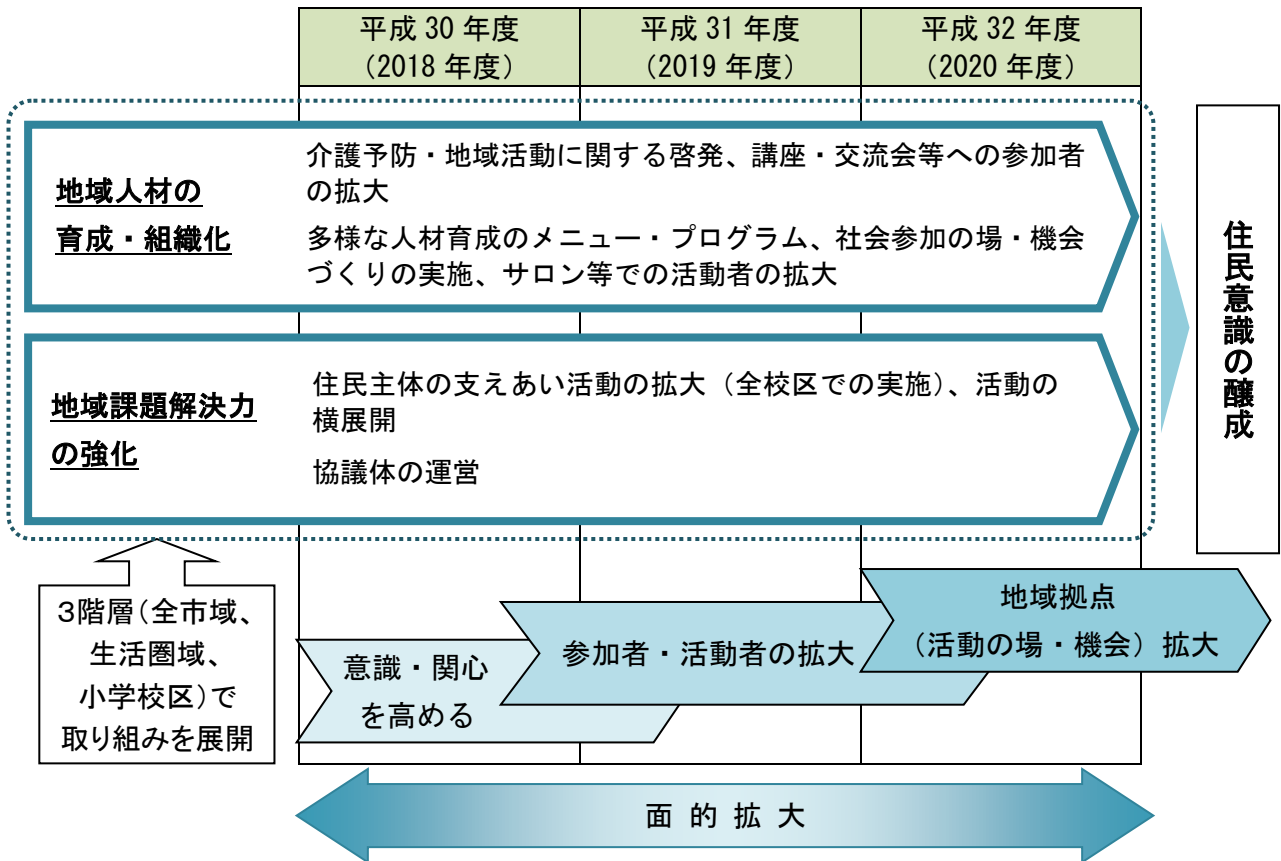 平成 30 年度
（2018 年度）
平成 31 年度
（2019 年度）
平成 32 年度
（2020 年度）
地域人材の
育成・組織化
介護予防・地域活動に関する啓発、講座・交流会等への参加者
の拡大
多様な人材育成のメニュー・プログラム、社会参加の場・機会
づくりの実施、サロン等での活動者の拡大
地域課題解決力
の強化
住民主体の支えあい活動の拡大（全校区での実施）、活動の
横展開
協議体の運営
住民意識の醸成
3階層（全市域、
生活圏域、
小学校区）で
取り組みを展開
意識・関心
を高める
参加者・活動者の拡大
地域拠点
（活動の場・機会）拡大
面 的 拡 大